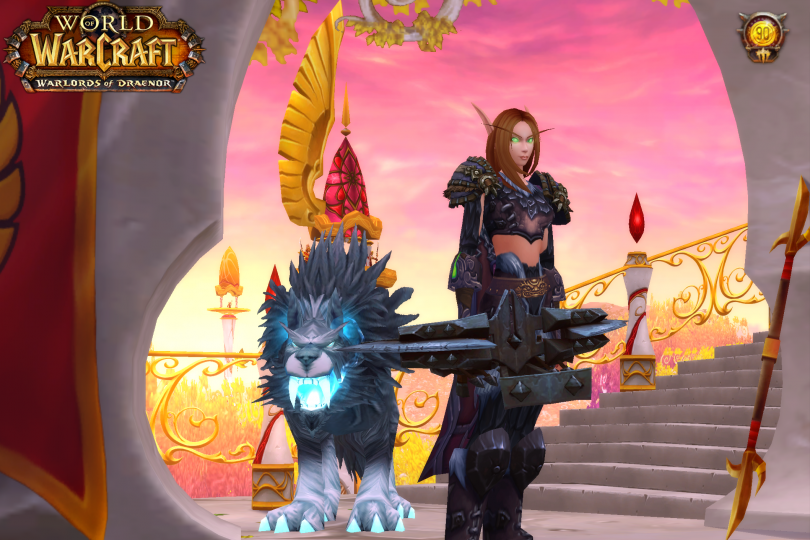 WORLD
OF
WARCRAFT
WARLORDS OF DRAENOR
90